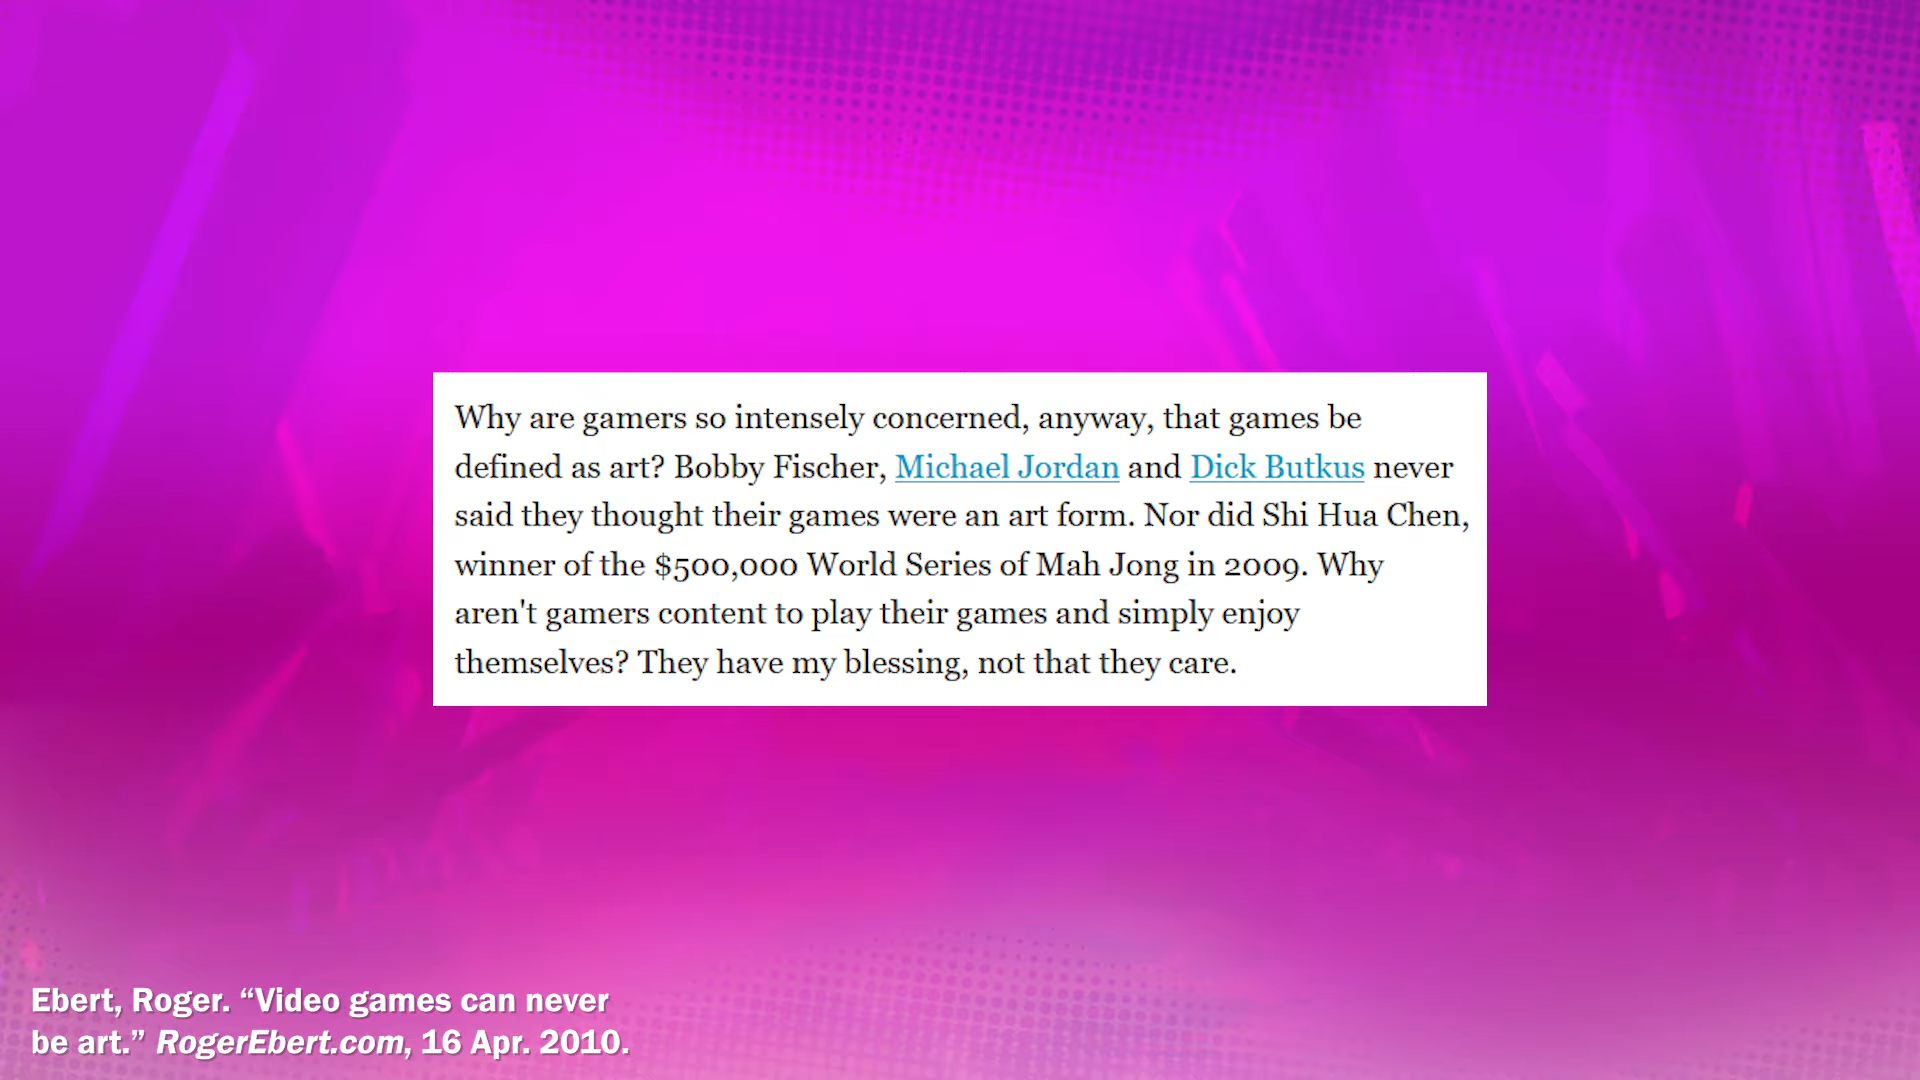 Why are gamers so intensely concerned, anyway, that games be
defined as art? Bobby Fischer, Michael Jordan and Dick Butkus never
said they thought their games were an art form. Nor did Shi Hua Chen,
winner of the $500,000 World Series of Mah Jong in 2009. Why
aren't gamers content to play their games and simply enjoy
themselves? They have my blessing, not that they care.
Ebert, Roger. “Video games can never
be art.” RogerEbert.com, 16 Apr. 2010.